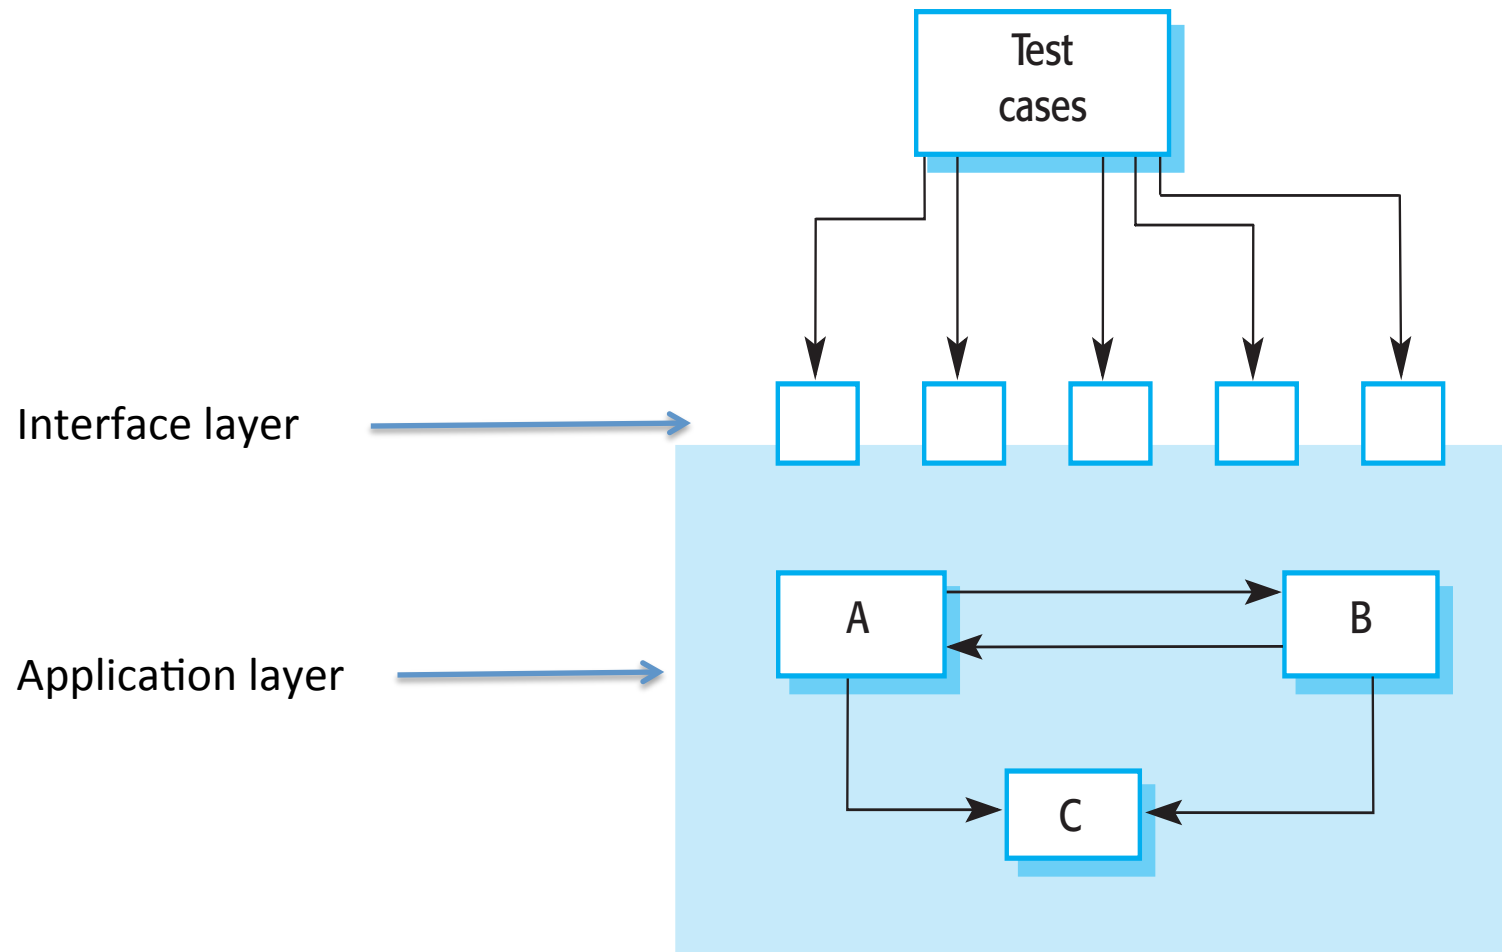 Test
cases
Interface layer
Application layer
A
B
C